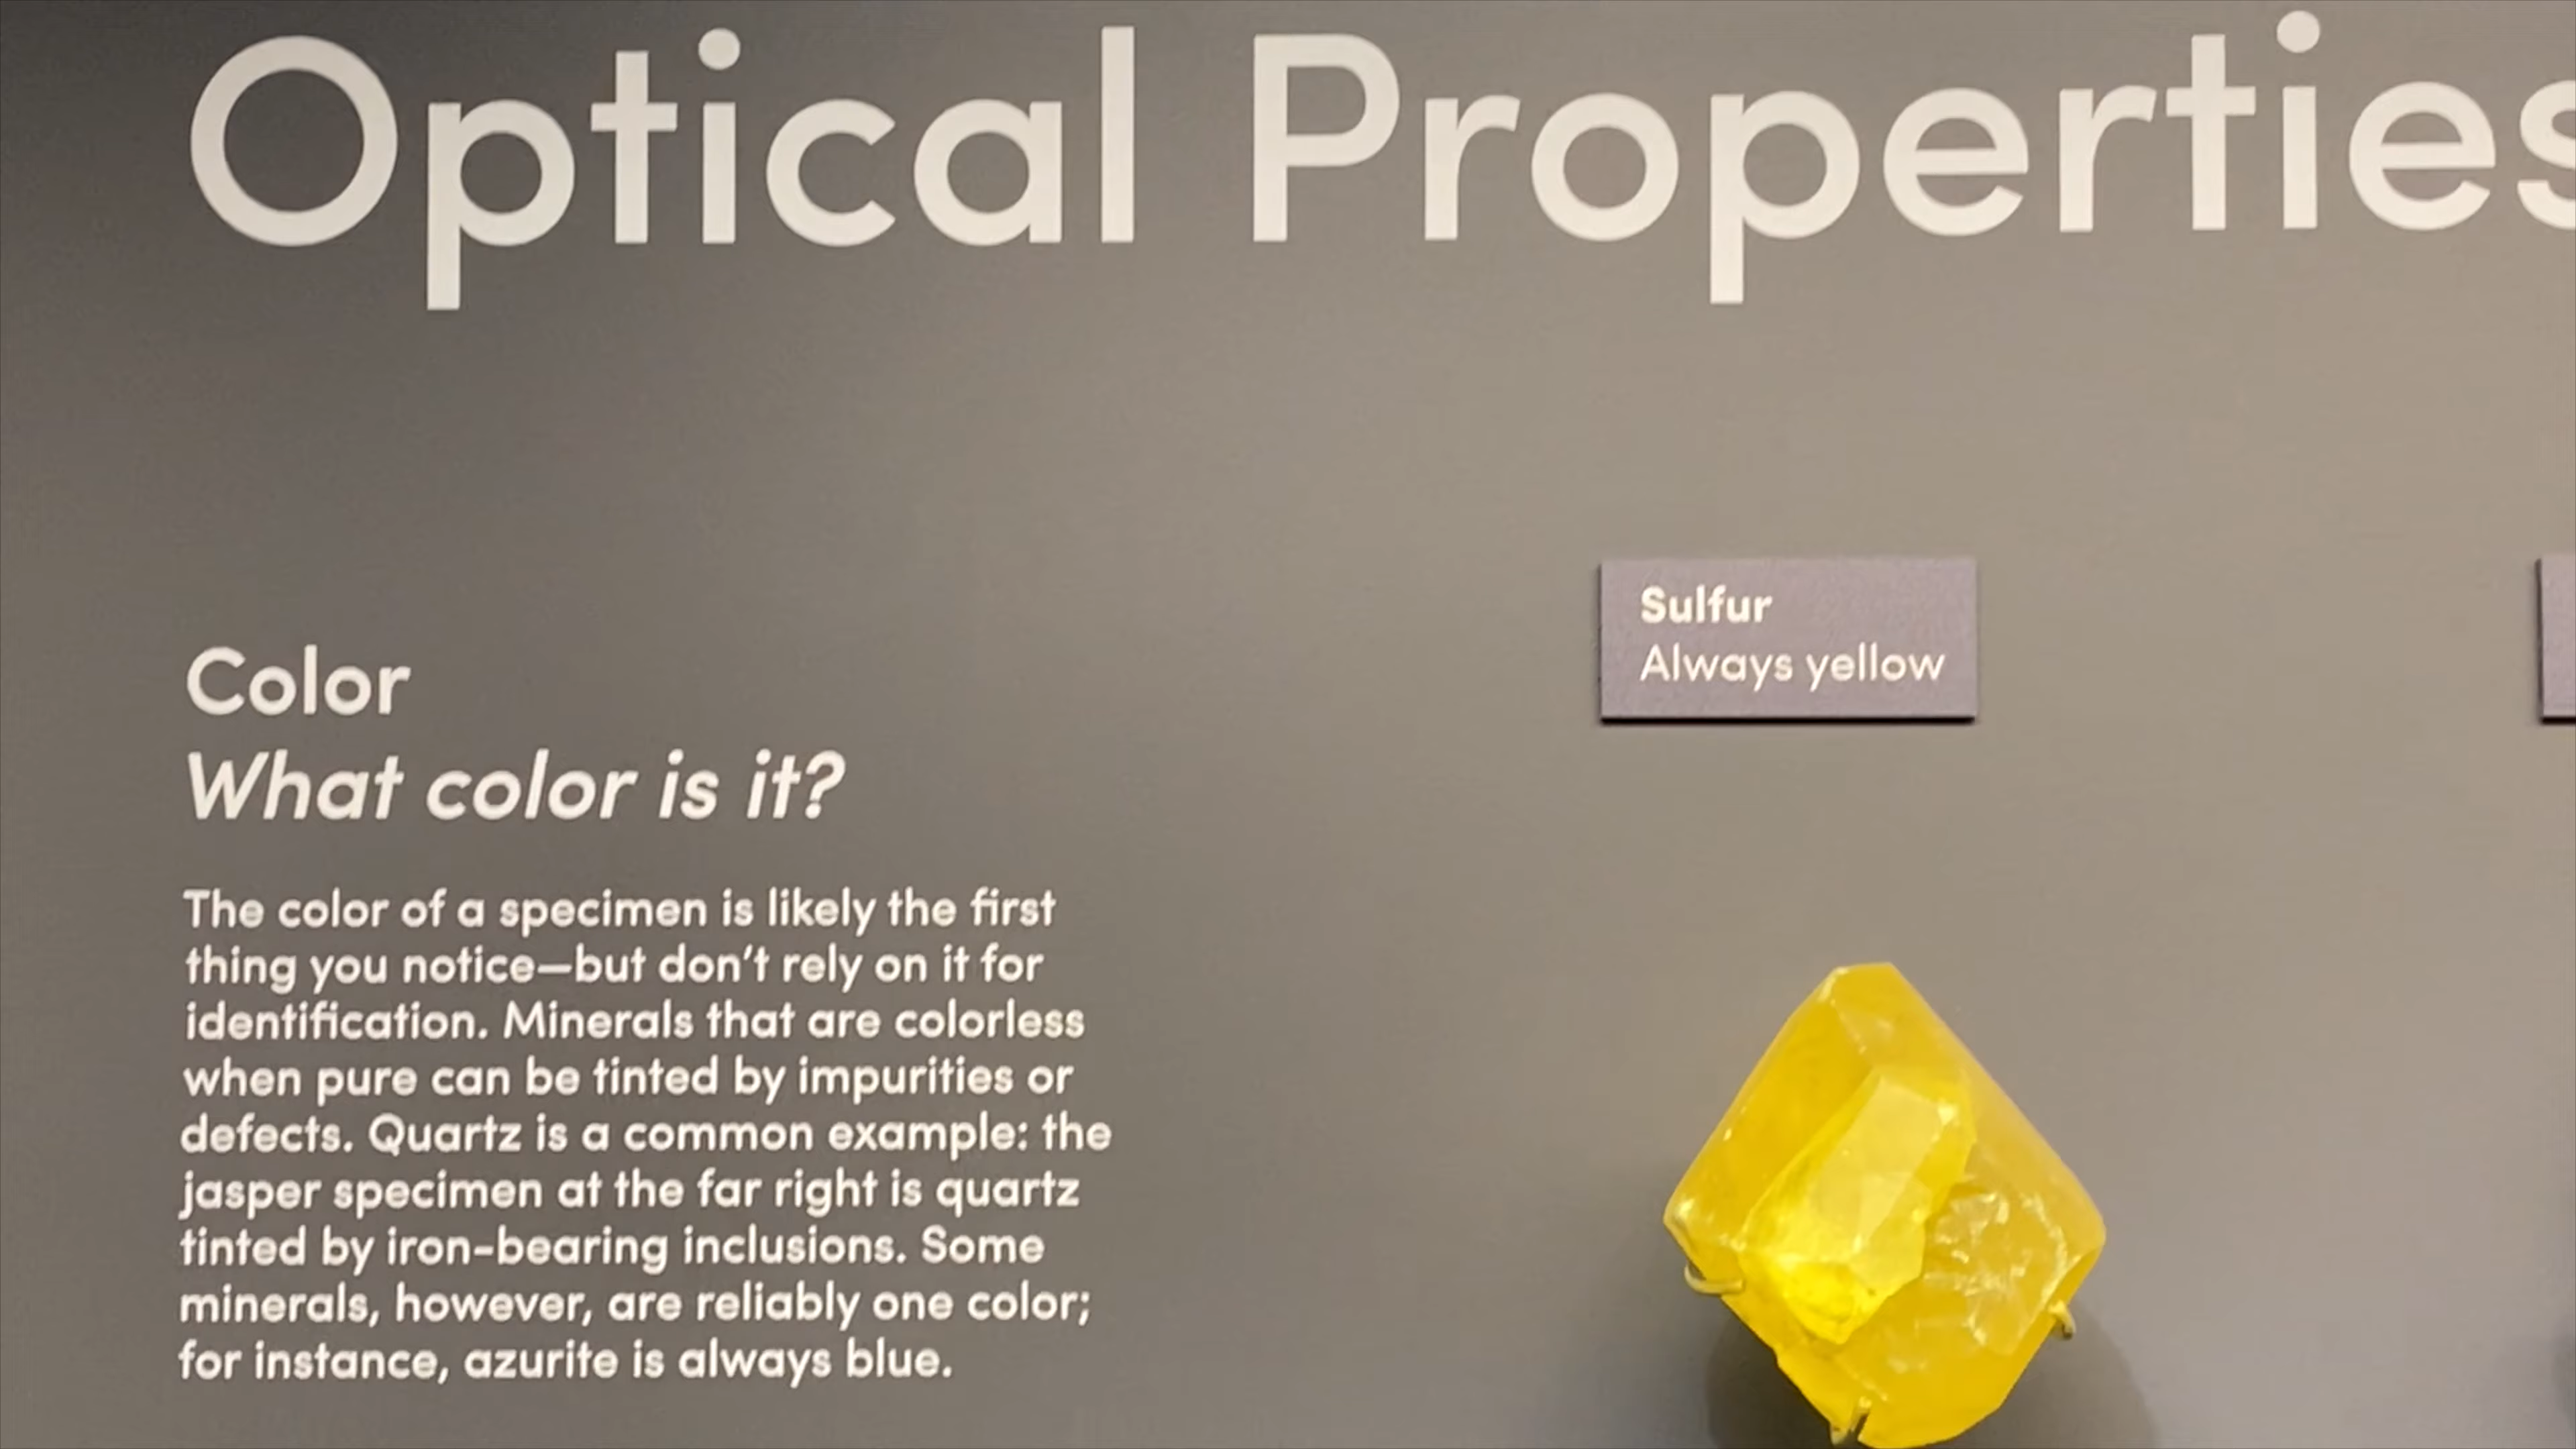 Optical Properties
Color
What color is it?
The color of a specimen is likely the first
thing you notice—but don't rely on it for
identification. Minerals that are colorless
when pure can be tinted by impurities or
defects. Quartz is a common example: the
jasper specimen at the far right is quartz
tinted by iron-bearing inclusions. Some
minerals, however, are reliably one color;
for instance, azurite is always blue.
Sulfur
Always yellow